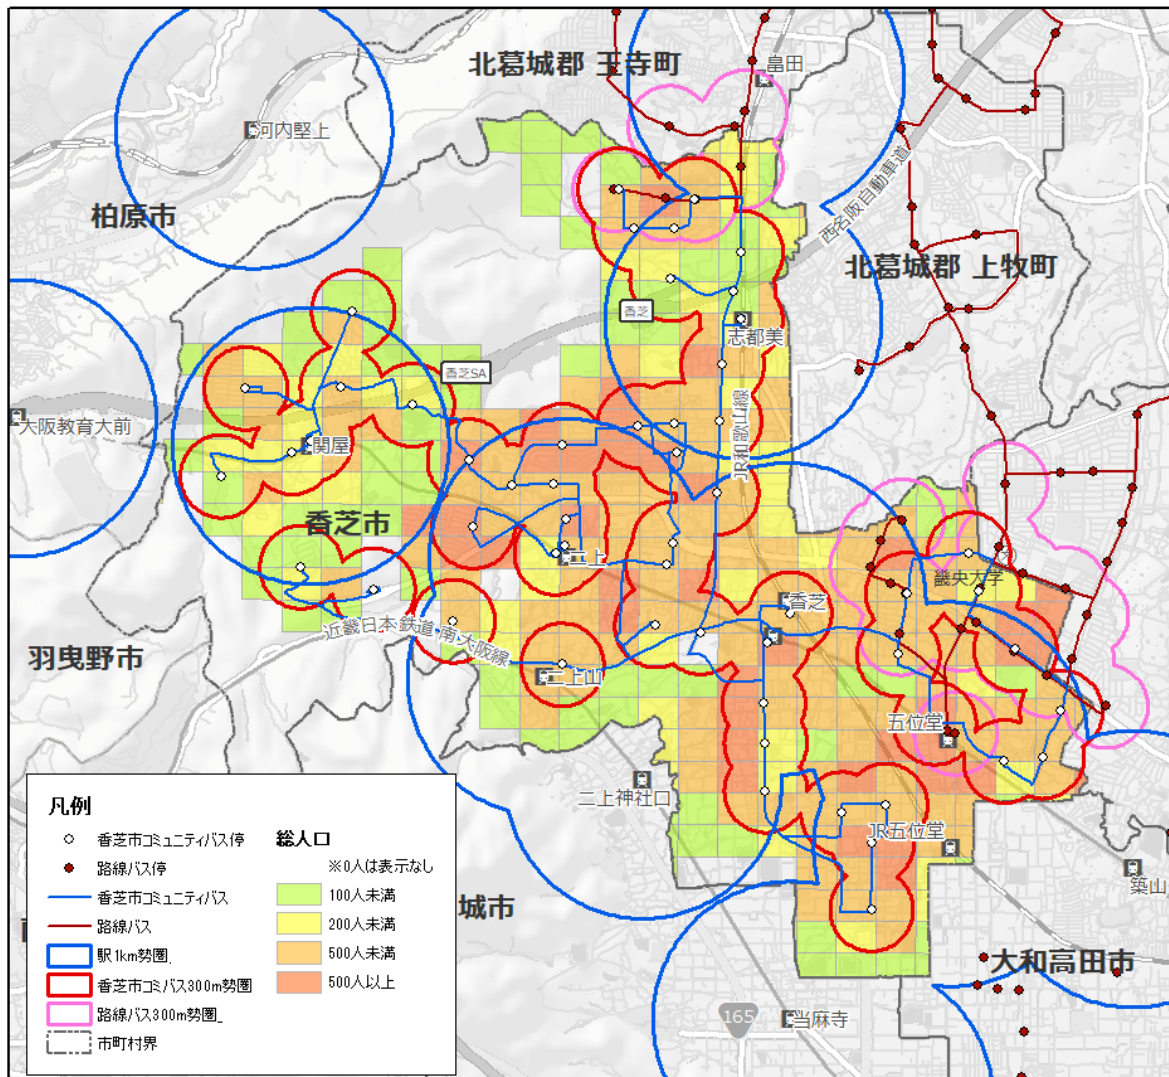 北葛城郡 王寺町
畠田
河内堅上
西名阪自動車道
柏原市
北葛城郡 上牧町
香芝
志都美
香芝SA
JR和歌山線
大阪教育大前
関屋
香芝市
二上
畿央大学
香芝
近畿日本鉄道 南大阪線
羽曳野市
二上山
五位堂
二上神社口
JR五位堂
築山
城市
大和高田市
165
当麻寺
凡例
香芝市コミュニティバス停
路線バス停
香芝市コミュニティバス
路線バス
駅1km勢圏
香芝市コミバス300m勢圏
路線バス300m勢圏_
市町村界
総人口
※0人は表示なし
100人未満
200人未満
500人未満
500人以上